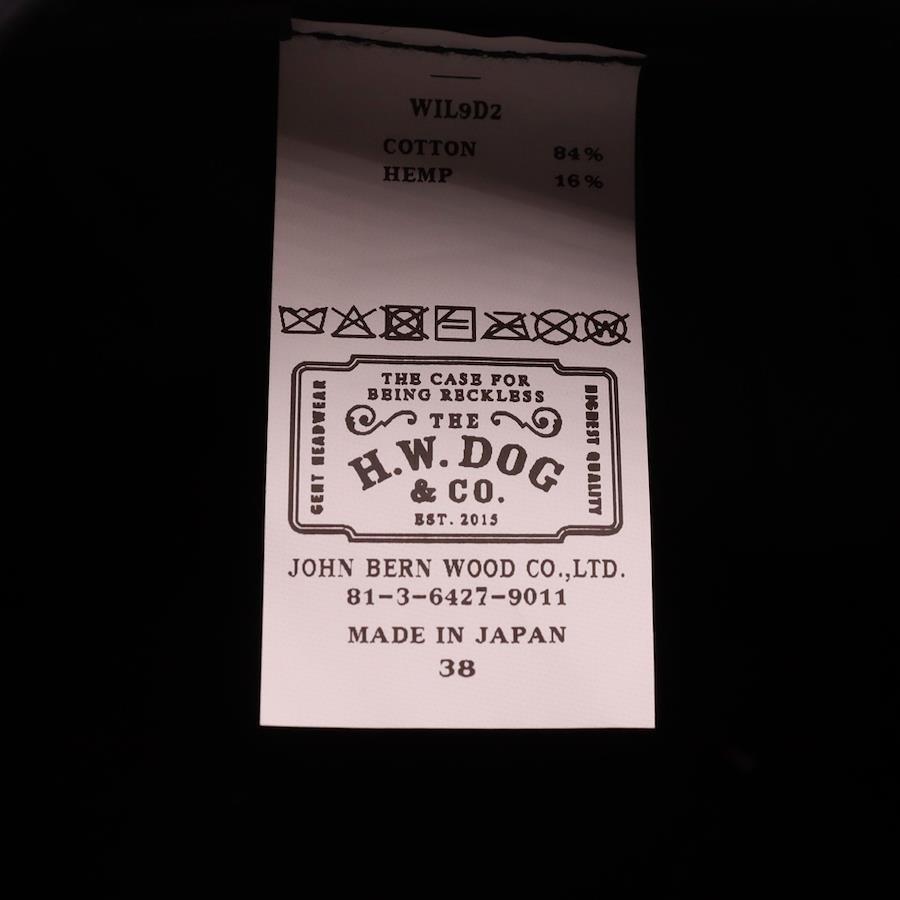 WIL9D2
COTTON 84%
HEMP 16%
W
THE CASE FOR
BEING RECKLESS
GENT HEADWEAR
THE
H.W. DOG
& CO.
EST. 2015
HIGHEST QUALITY
JOHN BERN WOOD CO.,LTD.
81-3-6427-9011
MADE IN JAPAN
38